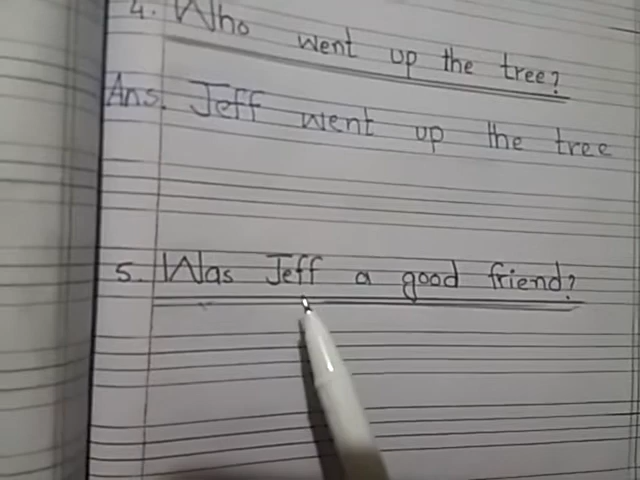 4. Who went up the tree?
Ans. Jeff went up the tree
5. Was Jeff a good friend?